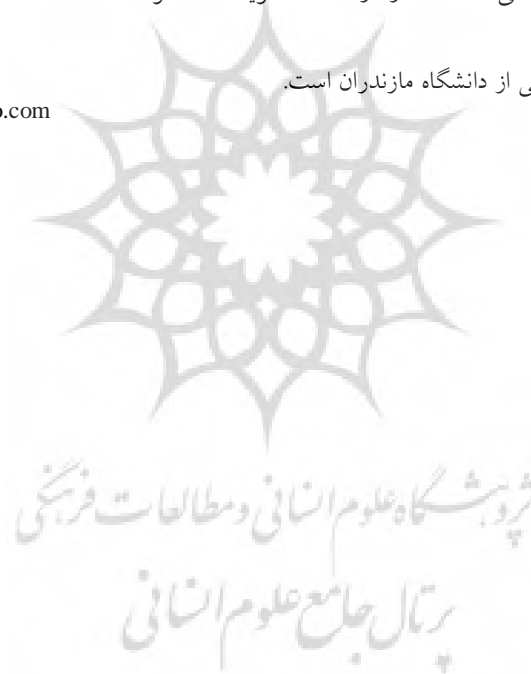 از دانشگاه مازندران است.
.com
پژوهشگاه علوم انسانی و مطالعات فرهنگی
پرتال جامع علوم انسانی